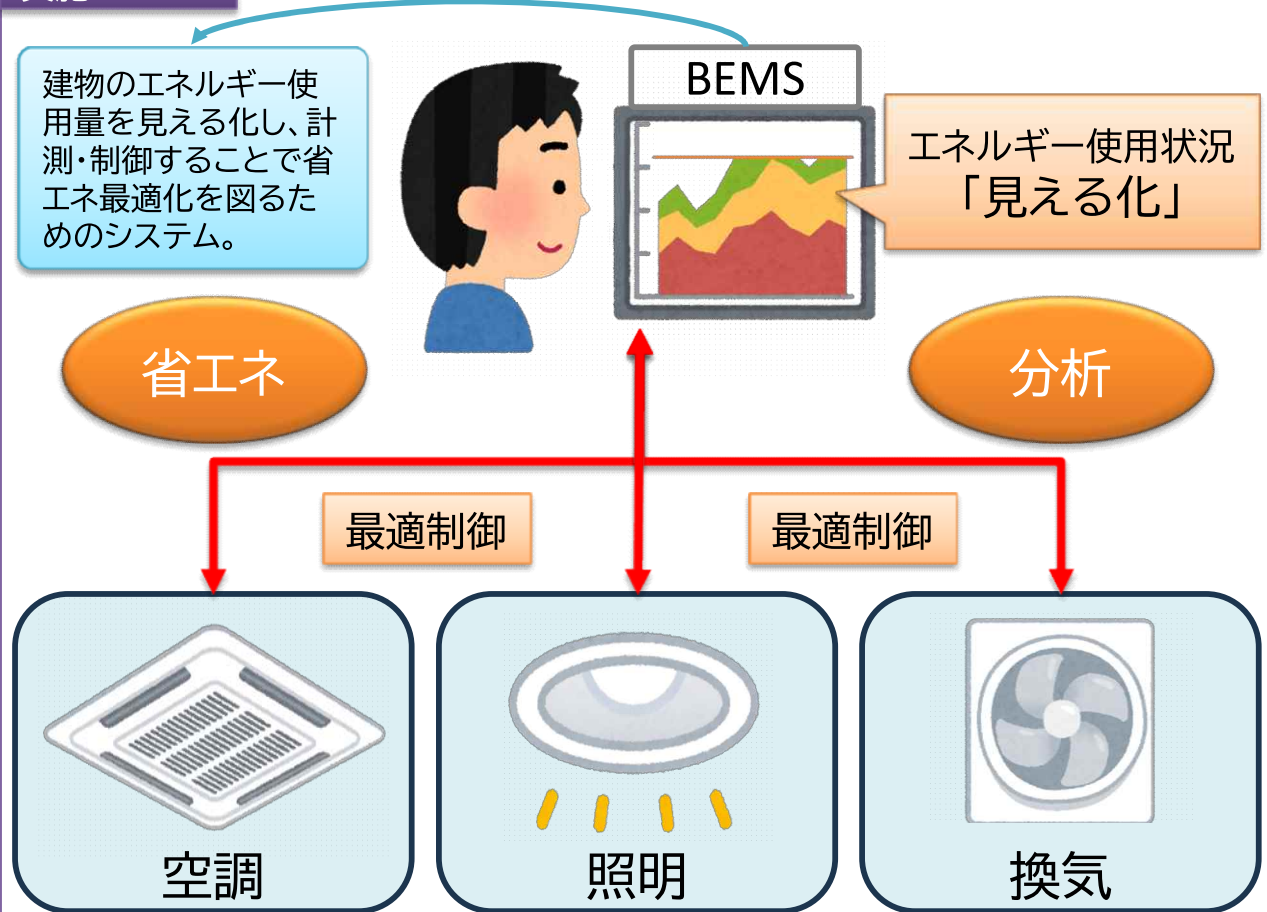 建物のエネルギー使
用量を見える化し、計
測・制御することで省
エネ最適化を図るた
めのシステム。
BEMS
エネルギー使用状況
「見える化」
省エネ
分析
最適制御
最適制御
空調
照明
換気